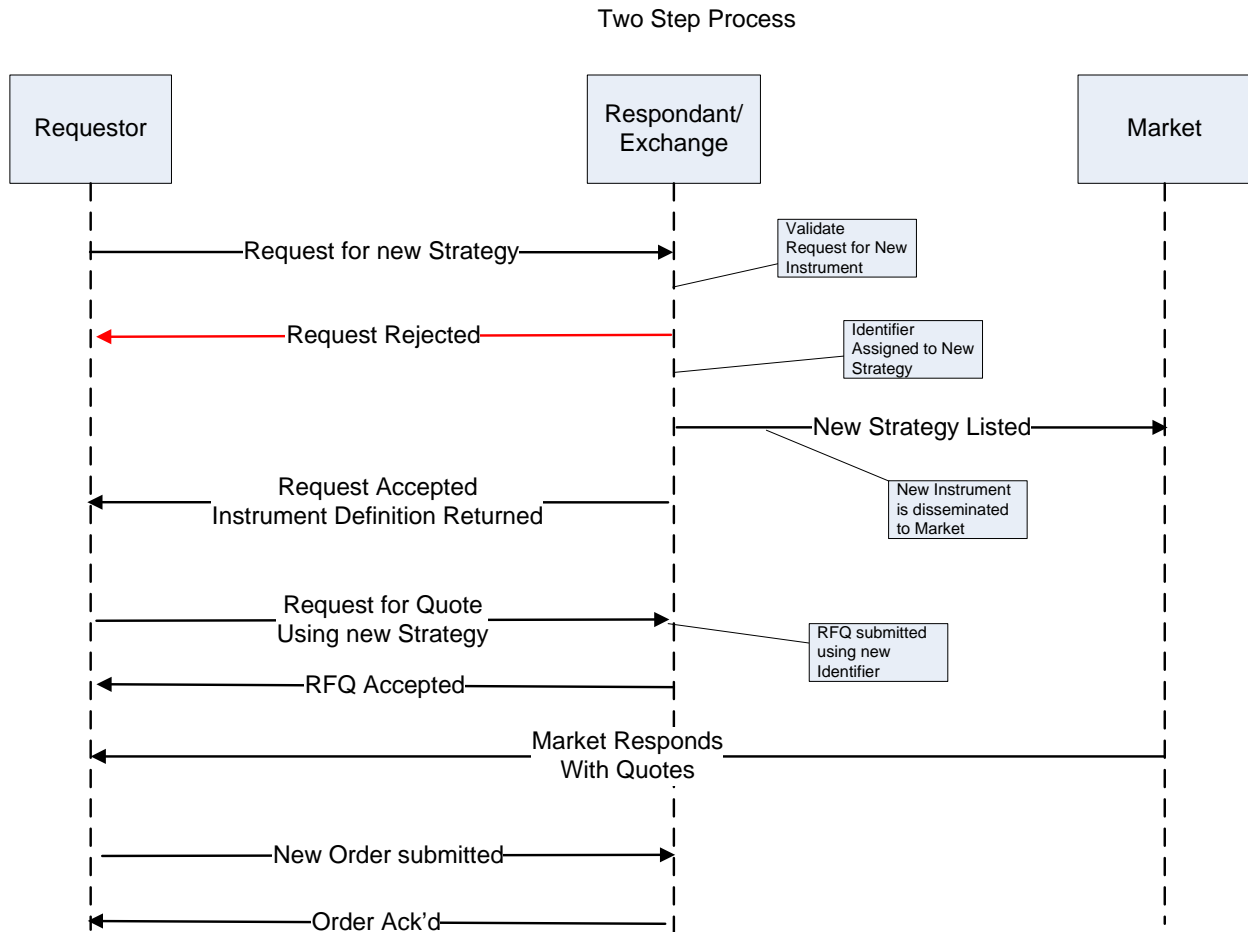 Two Step Process
Requestor
Respondant/
Exchange
Market
Request for new Strategy
Validate
Request for New
Instrument
Request Rejected
Identifier
Assigned to New
Strategy
New Strategy Listed
Request Accepted
Instrument Definition Returned
New Instrument
is disseminated
to Market
Request for Quote
Using new Strategy
RFQ submitted
using new
Identifier
RFQ Accepted
Market Responds
With Quotes
New Order submitted
Order Ack’d